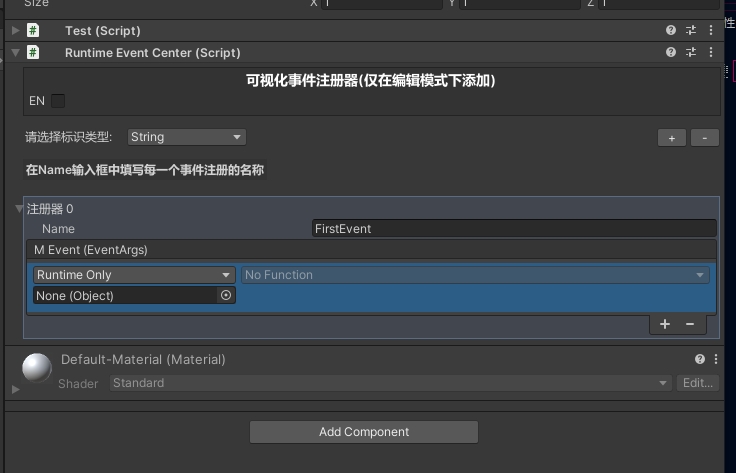 Size X 1 Y 1 Z 1
# Test (Script)
# Runtime Event Center (Script)
可视化事件注册器(仅在编辑模式下添加)
EN
请选择标识类型: String + -
在Name输入框中填写每一个事件注册的名称
注册器 0
Name FirstEvent
M Event (EventArgs)
Runtime Only No Function
None (Object)
+ −
Default-Material (Material)
Shader Standard Edit...
Add Component
性